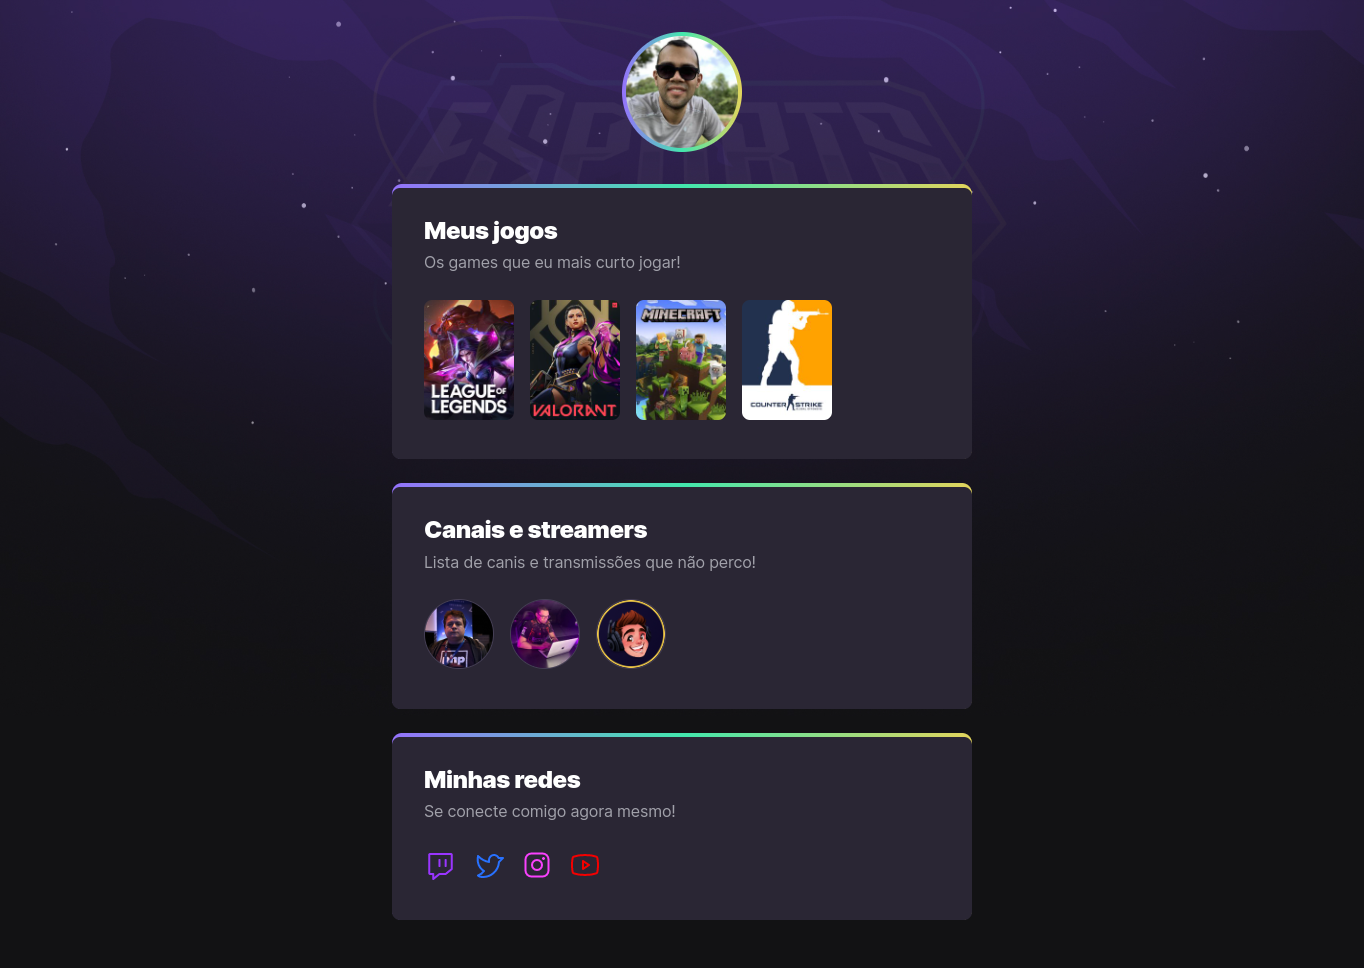 ESPORTS
Meus jogos
Os games que eu mais curto jogar!
LEAGUE OF
LEGENDS
VALORANT
MINECRAFT
COUNTER STRIKE
Canais e streamers
Lista de canis e transmissões que não perco!
php
Minhas redes
Se conecte comigo agora mesmo!